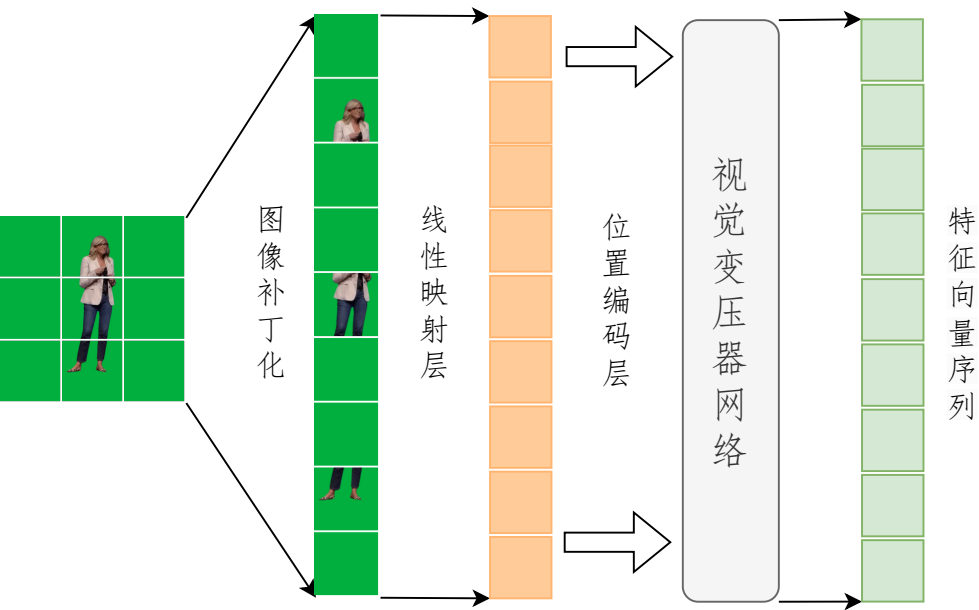 图像补丁化
线性映射层
位置编码层
视觉变压器网络
特征向量序列